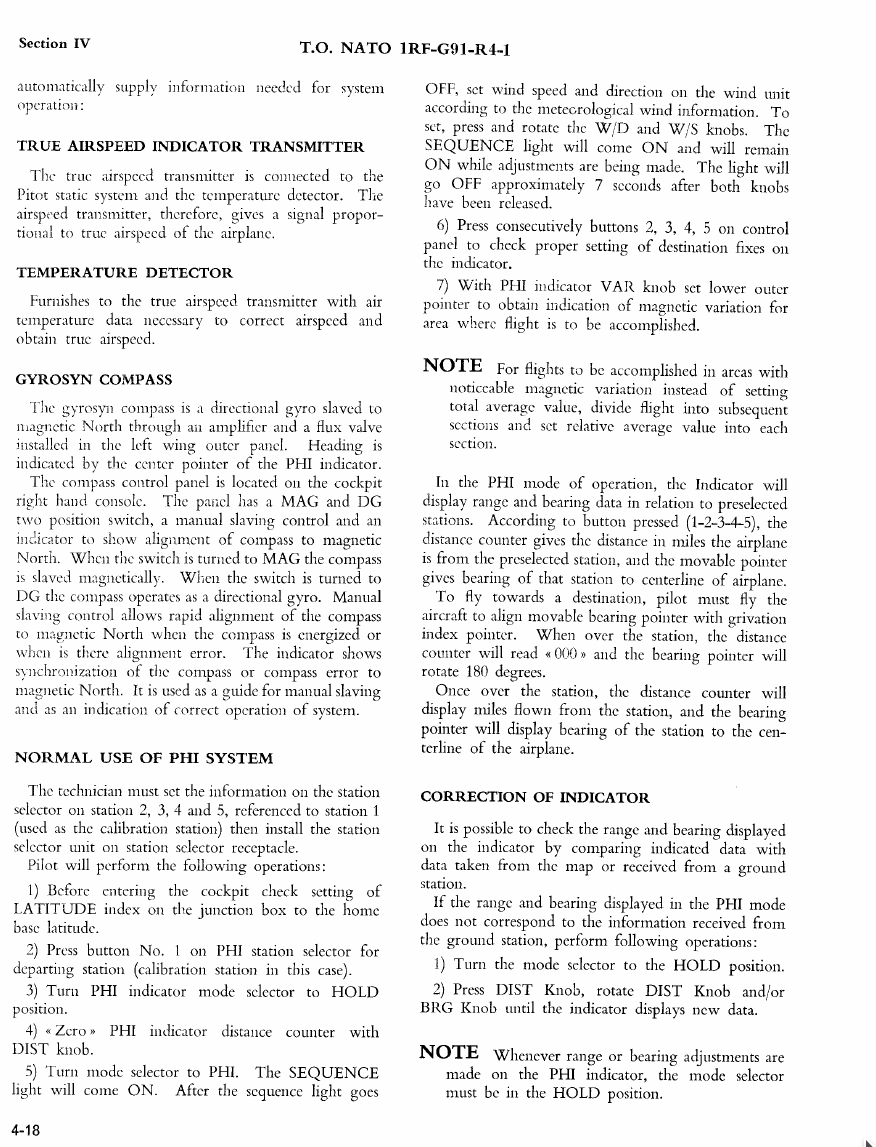 Section IV
T.O. NATO 1RF-G91-R4-I
automatically supply information needed for system
operation:
TRUE AIRSPEED INDICATOR TRANSMITTER
The true airspeed transmitter is connected to the
Pitot static system and the temperature detector. The
airspeed transmitter, therefore, gives a signal propor-
tional to true airspeed of the airplane.
TEMPERATURE DETECTOR
Furnishes to the true airspeed transmitter with air
temperature data necessary to correct airspeed and
obtain true airspeed.
GYROSYN COMPASS
The gyrosyn compass is a directional gyro slaved to
magnetic North through an amplifier and a flux valve
installed in the left wing outer panel. Heading is
indicated by the center pointer of the PHI indicator.
The compass control panel is located on the cockpit
right hand console. The panel has a MAG and DG
two position switch, a manual slaving control and an
indicator to show alignment of compass to magnetic
North. When the switch is turned to MAG the compass
is slaved magnetically. When the switch is turned to
DG the compass operates as a directional gyro. Manual
slaving control allows rapid alignment of the compass
to magnetic North when the compass is energized or
when is there alignment error. The indicator shows
synchronization of the compass or compass error to
magnetic North. It is used as a guide for manual slaving
and as an indication of correct operation of system.
NORMAL USE OF PHI SYSTEM
The technician must set the information on the station
selector on station 2, 3, 4 and 5, referenced to station 1
(used as the calibration station) then install the station
selector unit on station selector receptacle.
Pilot will perform the following operations:
1) Before entering the cockpit check setting of
LATITUDE index on the junction box to the home
base latitude.
2) Press button No. 1 on PHI station selector for
departing station (calibration station in this case).
3) Turn PHI indicator mode selector to HOLD
position.
4) « Zero » PHI indicator distance counter with
DIST knob.
5) Turn mode selector to PHI. The SEQUENCE
light will come ON. After the sequence light goes
4-18
OFF, set wind speed and direction on the wind unit
according to the meteorological wind information. To
set, press and rotate the W/D and W/S knobs. The
SEQUENCE light will come ON and will remain
ON while adjustments are being made. The light will
go OFF approximately 7 seconds after both knobs
have been released.
6) Press consecutively buttons 2, 3, 4, 5 on control
panel to check proper setting of destination fixes on
the indicator.
7) With PHI indicator VAR knob set lower outer
pointer to obtain indication of magnetic variation for
area where flight is to be accomplished.
NOTE For flights to be accomplished in areas with
noticeable magnetic variation instead of setting
total average value, divide flight into subsequent
sections and set relative average value into each
section.
In the PHI mode of operation, the Indicator will
display range and bearing data in relation to preselected
stations. According to button pressed (1-2-3-4-5), the
distance counter gives the distance in miles the airplane
is from the preselected station, and the movable pointer
gives bearing of that station to centerline of airplane.
To fly towards a destination, pilot must fly the
aircraft to align movable bearing pointer with grivation
index pointer. When over the station, the distance
counter will read « 000 » and the bearing pointer will
rotate 180 degrees.
Once over the station, the distance counter will
display miles flown from the station, and the bearing
pointer will display bearing of the station to the cen-
terline of the airplane.
CORRECTION OF INDICATOR
It is possible to check the range and bearing displayed
on the indicator by comparing indicated data with
data taken from the map or received from a ground
station.
If the range and bearing displayed in the PHI mode
does not correspond to the information received from
the ground station, perform following operations:
1) Turn the mode selector to the HOLD position.
2) Press DIST Knob, rotate DIST Knob and/or
BRG Knob until the indicator displays new data.
NOTE Whenever range or bearing adjustments are
made on the PHI indicator, the mode selector
must be in the HOLD position.